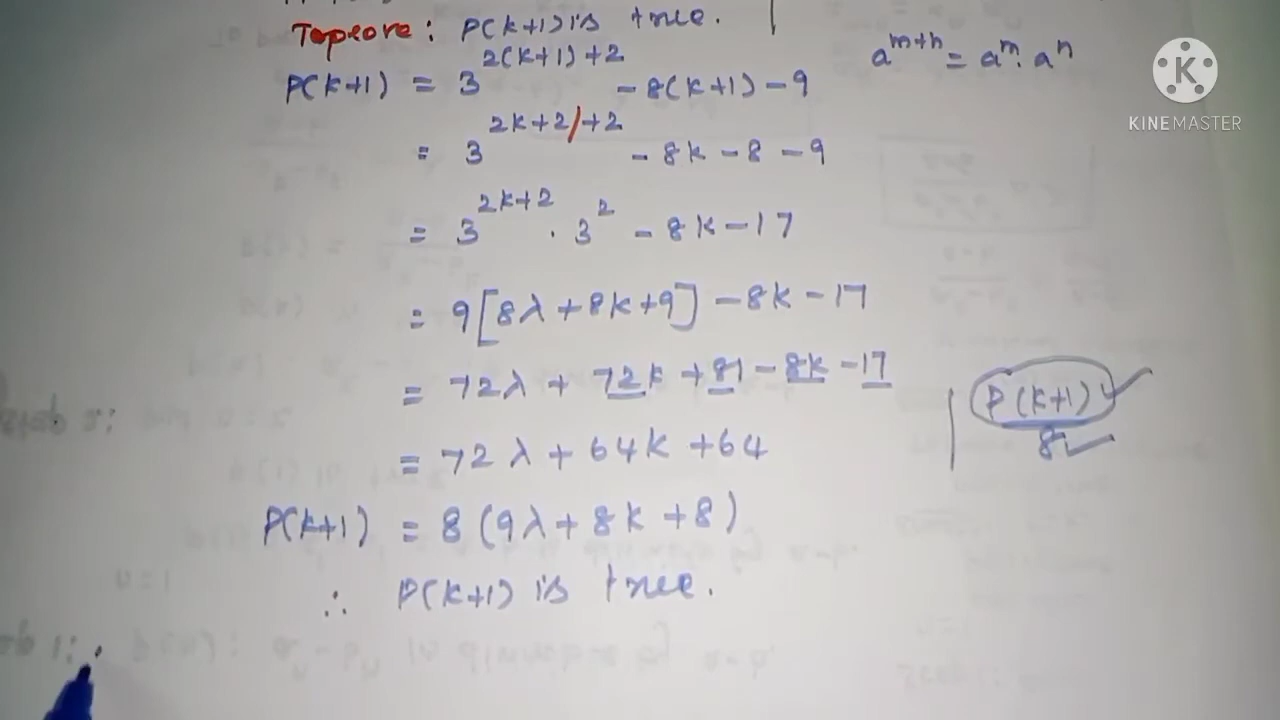 Toprove: P(k+1) is true.
a^{m+n} = a^m . a^n
P(k+1) = 3^{2(k+1)+2} - 8(k+1) - 9
= 3^{2k+2/+2} - 8k - 8 - 9
= 3^{2k+2} . 3^2 - 8k - 17
= 9[8λ + 8k + 9] - 8k - 17
= 72λ + 72k + 81 - 8k - 17
= 72λ + 64k + 64
P(k+1) = 8(9λ + 8k + 8)
∴ P(k+1) is true.
P(k+1) ✓
8 ✓
K
KINEMASTER